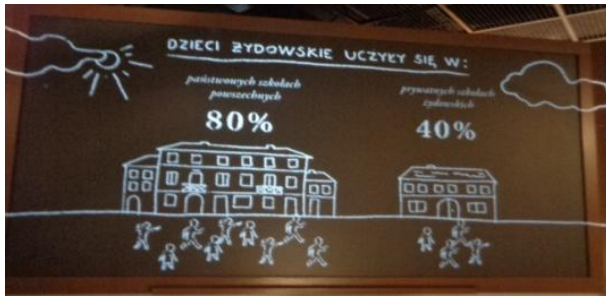 DZIECI ŻYDOWSKIE UCZYŁY SIĘ W:
państwowych szkołach
powszechnych
80%
prywatnych szkołach
żydowskich
40%